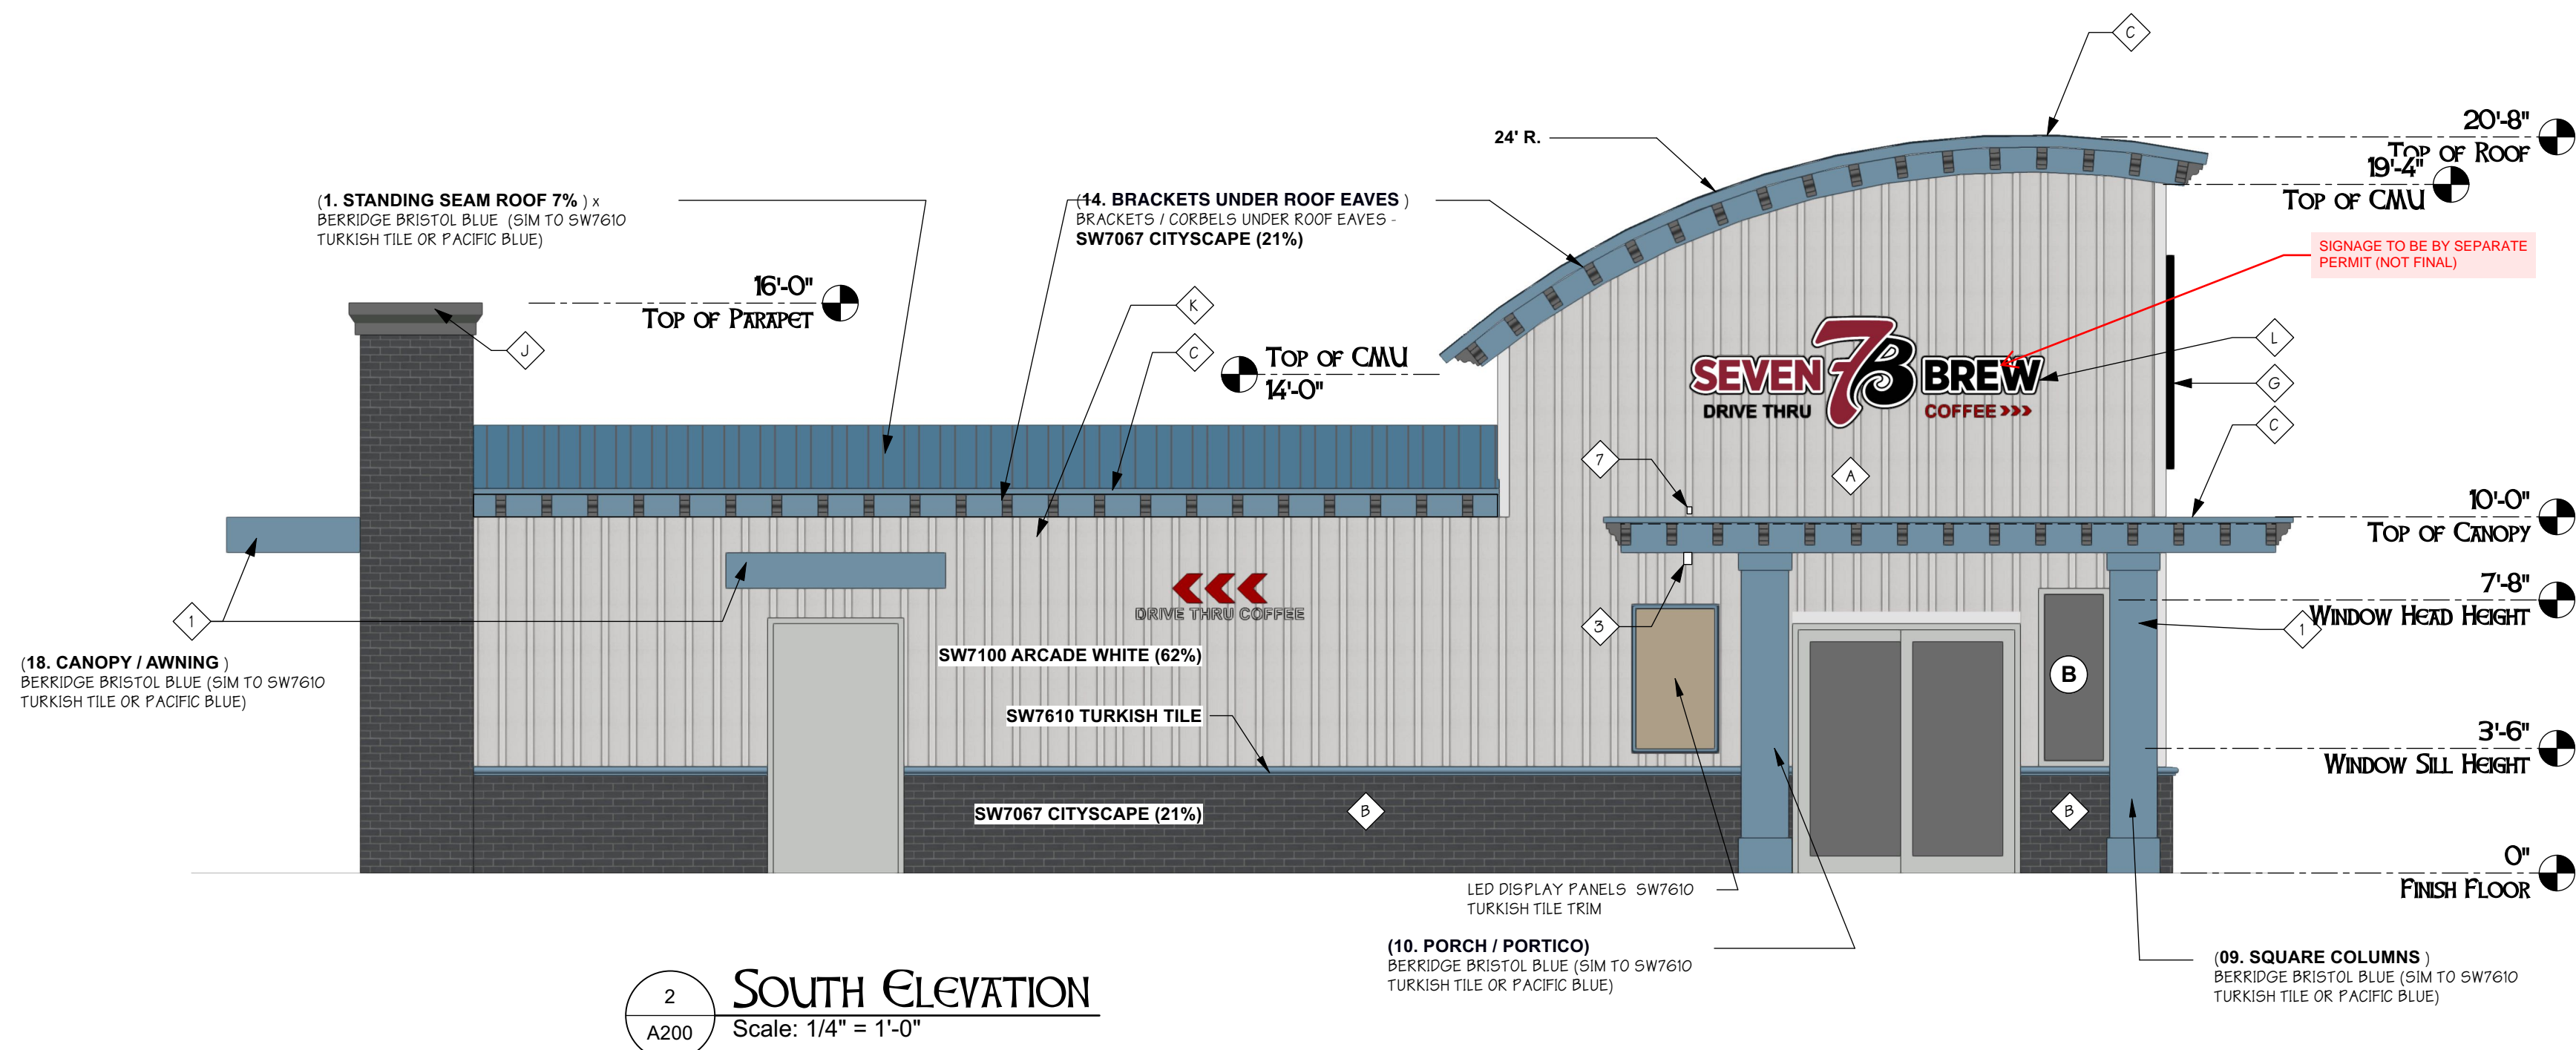 C
24' R.
20'-8"
Top of Roof
19'-4"
Top of CMU
(1. STANDING SEAM ROOF 7% ) x
BERRIDGE BRISTOL BLUE (SIM TO SW7610
TURKISH TILE OR PACIFIC BLUE)
(14. BRACKETS UNDER ROOF EAVES )
BRACKETS / CORBELS UNDER ROOF EAVES -
SW7067 CITYSCAPE (21%)
SIGNAGE TO BE BY SEPARATE
PERMIT (NOT FINAL)
16'-0"
Top of Parapet
J
K
C
Top of CMU
14'-0"
L
G
C
SEVEN 7B BREW
DRIVE THRU COFFEE
7
A
10'-0"
Top of Canopy
7'-8"
Window Head Height
1
DRIVE THRU COFFEE
3
1
(18. CANOPY / AWNING )
BERRIDGE BRISTOL BLUE (SIM TO SW7610
TURKISH TILE OR PACIFIC BLUE)
SW7100 ARCADE WHITE (62%)
B
SW7610 TURKISH TILE
3'-6"
Window Sill Height
SW7067 CITYSCAPE (21%)
B
B
0"
Finish Floor
LED DISPLAY PANELS SW7610
TURKISH TILE TRIM
(10. PORCH / PORTICO)
BERRIDGE BRISTOL BLUE (SIM TO SW7610
TURKISH TILE OR PACIFIC BLUE)
(09. SQUARE COLUMNS )
BERRIDGE BRISTOL BLUE (SIM TO SW7610
TURKISH TILE OR PACIFIC BLUE)
2
A200
South Elevation
Scale: 1/4" = 1'-0"